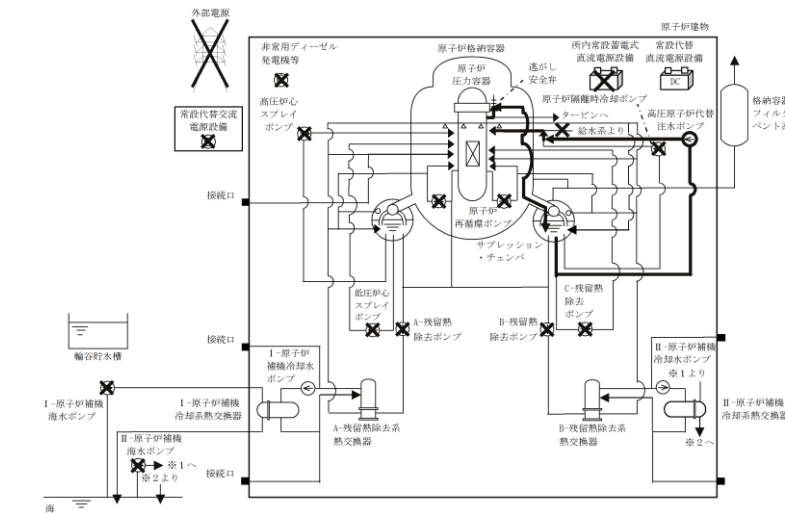 外部電源
原子炉建物
非常用ディーゼル
発電機等
原子炉格納容器
原子炉
圧力容器
逃がし
安全弁
所内常設蓄電式
直流電源設備
常設代替
直流電源設備
DC
常設代替交流
電源設備
高圧炉心
スプレイ
ポンプ
原子炉隔離時冷却ポンプ
タービンへ
給水系より
高圧原子炉代替
注水ポンプ
格納容器
フィルタ
ベント系
接続口
原子炉
再循環ポンプ
サプレッション
・チェンバ
低圧炉心
スプレイ
ポンプ
A-残留熱
除去ポンプ
B-残留熱
除去ポンプ
C-残留熱
除去
ポンプ
輪谷貯水槽
接続口
Ⅰ-原子炉
補機冷却水
ポンプ
Ⅱ-原子炉補機
冷却水ポンプ
※1より
Ⅰ-原子炉補機
海水ポンプ
Ⅰ-原子炉補機
冷却系熱交換器
A-残留熱除去系
熱交換器
B-残留熱除去系
熱交換器
Ⅱ-原子炉補機
冷却系熱交換器
※2へ
Ⅱ-原子炉補機
海水ポンプ
※1へ
※2より
接続口
海